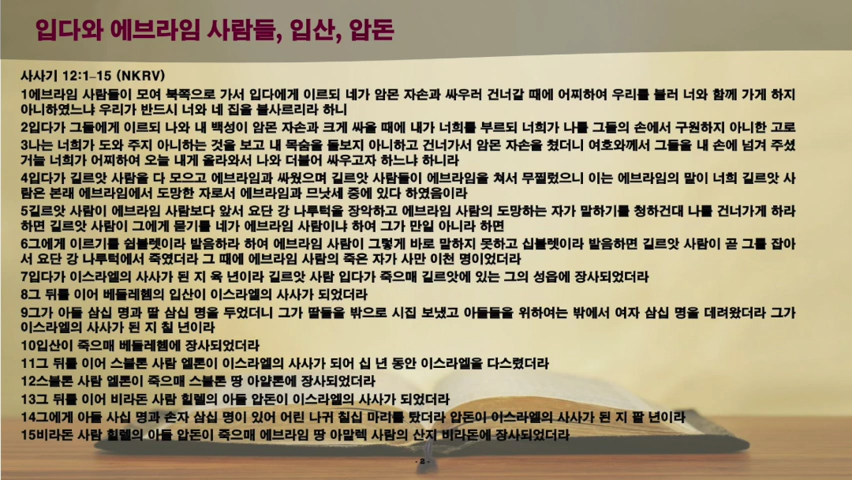 입다와 에브라임 사람들, 입산, 압돈
사사기 12:1–15 (NKRV)
1에브라임 사람들이 모여 북쪽으로 가서 입다에게 이르되 네가 암몬 자손과 싸우러 건너갈 때에 어찌하여 우리를 불러 너와 함께 가게 하지
아니하였느냐 우리가 반드시 너와 네 집을 불사르리라 하니
2입다가 그들에게 이르되 나와 내 백성이 암몬 자손과 크게 싸울 때에 내가 너희를 부르되 너희가 나를 그들의 손에서 구원하지 아니한 고로
3나는 너희가 도와 주지 아니하는 것을 보고 내 목숨을 돌보지 아니하고 건너가서 암몬 자손을 쳤더니 여호와께서 그들을 내 손에 넘겨 주셨
거늘 너희가 어찌하여 오늘 내게 올라와서 나와 더불어 싸우고자 하느냐 하니라
4입다가 길르앗 사람을 다 모으고 에브라임과 싸웠으며 길르앗 사람들이 에브라임을 쳐서 무찔렀으니 이는 에브라임의 말이 너희 길르앗 사
람은 본래 에브라임에서 도망한 자로서 에브라임과 므낫세 중에 있다 하였음이라
5길르앗 사람이 에브라임 사람보다 앞서 요단 강 나루턱을 장악하고 에브라임 사람의 도망하는 자가 말하기를 청하건대 나를 건너가게 하라
하면 길르앗 사람이 그에게 묻기를 네가 에브라임 사람이냐 하여 그가 만일 아니라 하면
6그에게 이르기를 쉽볼렛이라 발음하라 하여 에브라임 사람이 그렇게 바로 말하지 못하고 십볼렛이라 발음하면 길르앗 사람이 곧 그를 잡아
서 요단 강 나루턱에서 죽였더라 그 때에 에브라임 사람의 죽은 자가 사만 이천 명이었더라
7입다가 이스라엘의 사사가 된 지 육 년이라 길르앗 사람 입다가 죽으매 길르앗에 있는 그의 성읍에 장사되었더라
8그 뒤를 이어 베들레헴의 입산이 이스라엘의 사사가 되었더라
9그가 아들 삼십 명과 딸 삼십 명을 두었더니 그가 딸들을 밖으로 시집 보냈고 아들들을 위하여는 밖에서 여자 삼십 명을 데려왔더라 그가
이스라엘의 사사가 된 지 칠 년이라
10입산이 죽으매 베들레헴에 장사되었더라
11그 뒤를 이어 스불론 사람 엘론이 이스라엘의 사사가 되어 십 년 동안 이스라엘을 다스렸더라
12스불론 사람 엘론이 죽으매 스불론 땅 아얄론에 장사되었더라
13그 뒤를 이어 비라돈 사람 힐렐의 아들 압돈이 이스라엘의 사사가 되었더라
14그에게 아들 사십 명과 손자 삼십 명이 있어 어린 나귀 칠십 마리를 탔더라 압돈이 이스라엘의 사사가 된 지 팔 년이라
15비라돈 사람 힐렐의 아들 압돈이 죽으매 에브라임 땅 아말렉 사람의 산지 비라돈에 장사되었더라
- 2 -